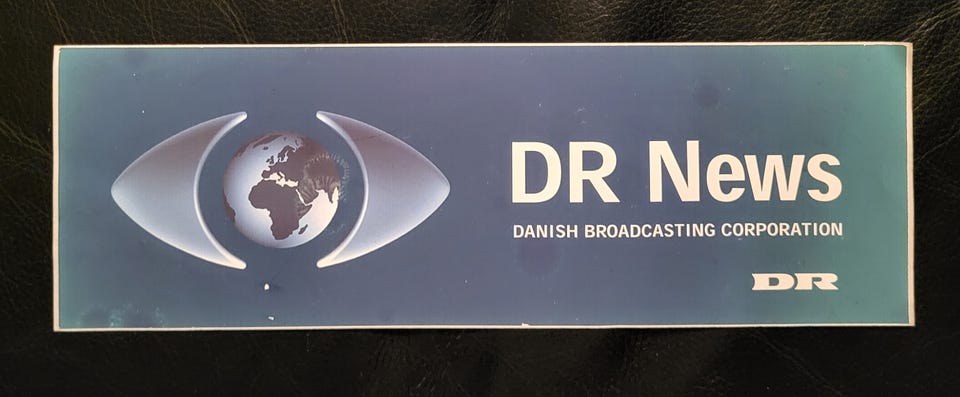 DR News
DANISH BROADCASTING CORPORATION
DR